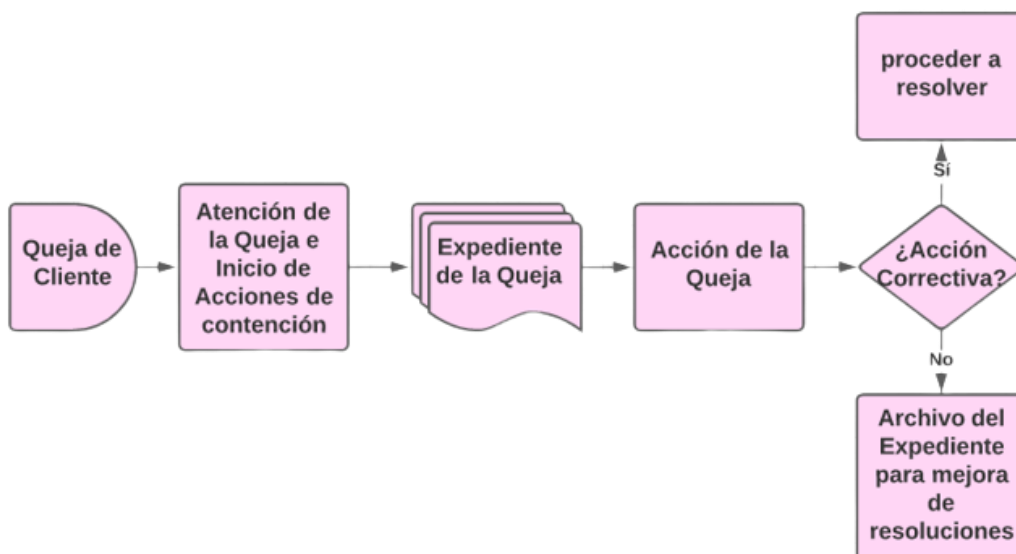 Queja de
Cliente
Atención de
la Queja e
Inicio de
Acciones de
contención
Expediente
de la Queja
Acción de la
Queja
¿Acción
Correctiva?
Sí
proceder a
resolver
No
Archivo del
Expediente
para mejora
de
resoluciones